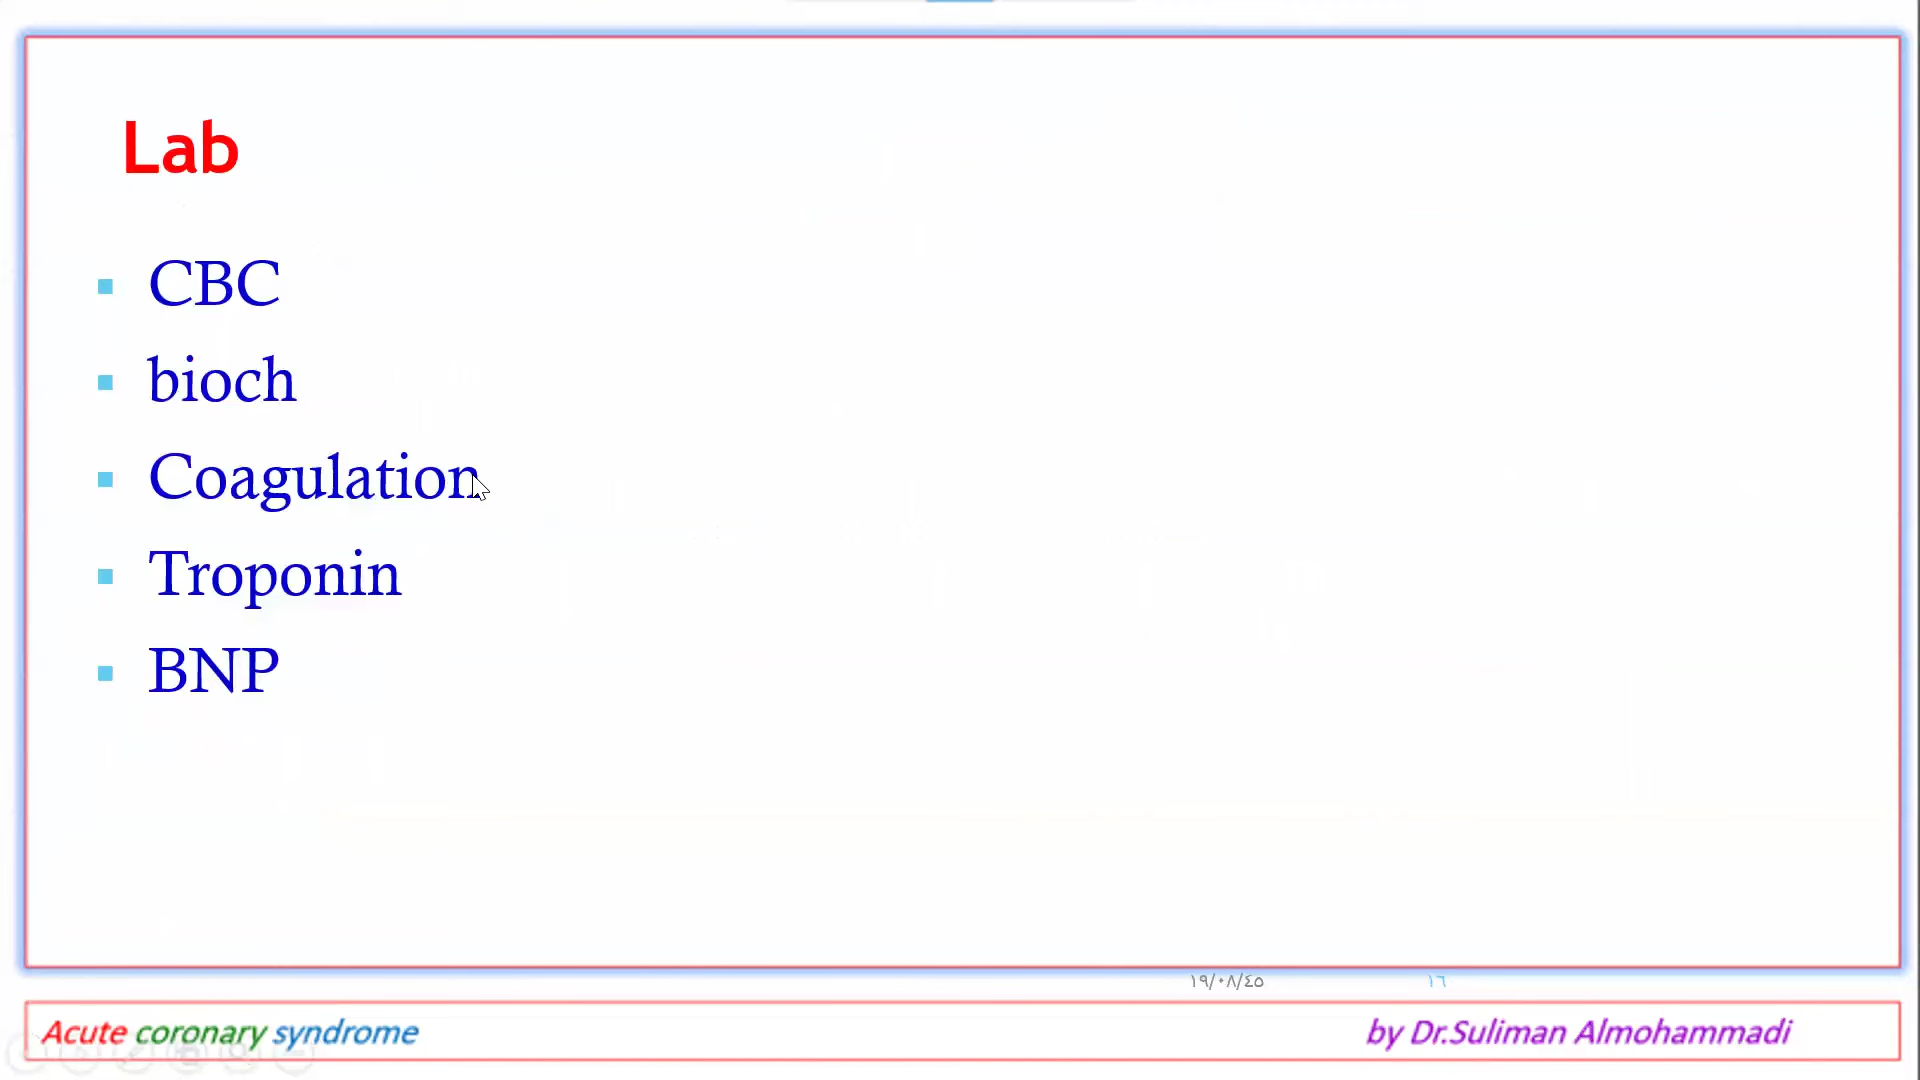 Lab
CBC
bioch
Coagulation
Troponin
BNP
١٩/٠٨/٤٥
١٦
Acute coronary syndrome
by Dr.Suliman Almohammadi